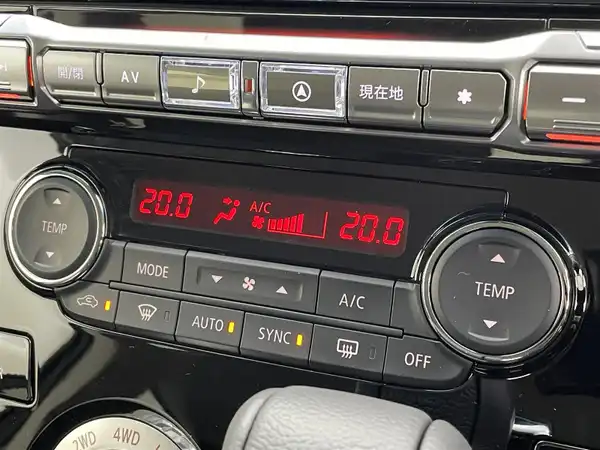 開/閉 AV 現在地 *
20.0 A/C 20.0
TEMP
MODE A/C TEMP
AUTO SYNC OFF
2WD 4WD